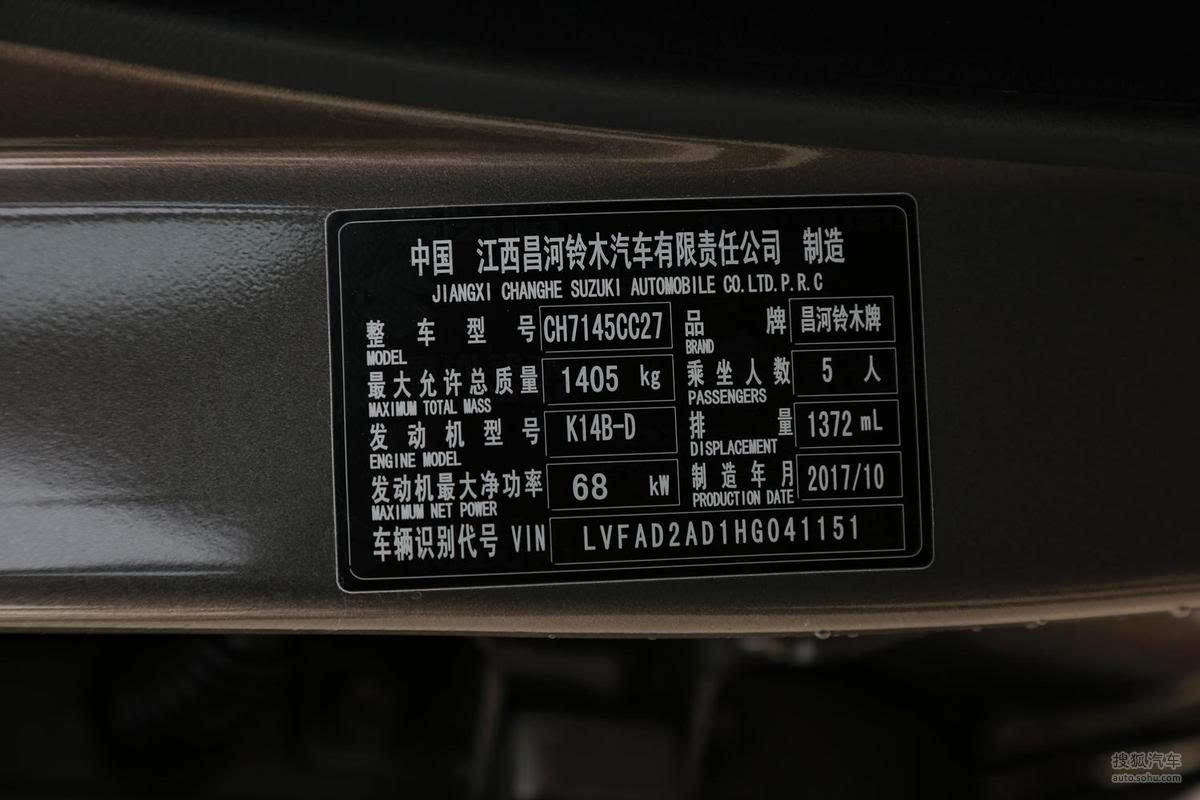 中国 江西昌河铃木汽车有限责任公司 制造
JIANGXI CHANGHE SUZUKI AUTOMOBILE CO.LTD.P.R.C
整车型号 CH7145CC27 品牌 昌河铃木牌
MODEL BRAND
最大允许总质量 1405 kg 乘坐人数 5 人
MAXIMUM TOTAL MASS PASSENGERS
发动机型号 K14B-D 排量 1372 mL
ENGINE MODEL DISPLACEMENT
发动机最大净功率 68 kW 制造年月 2017/10
MAXIMUM NET POWER PRODUCTION DATE
车辆识别代号 VIN LVFAD2AD1HG041151
搜狐汽车
auto.sohu.com